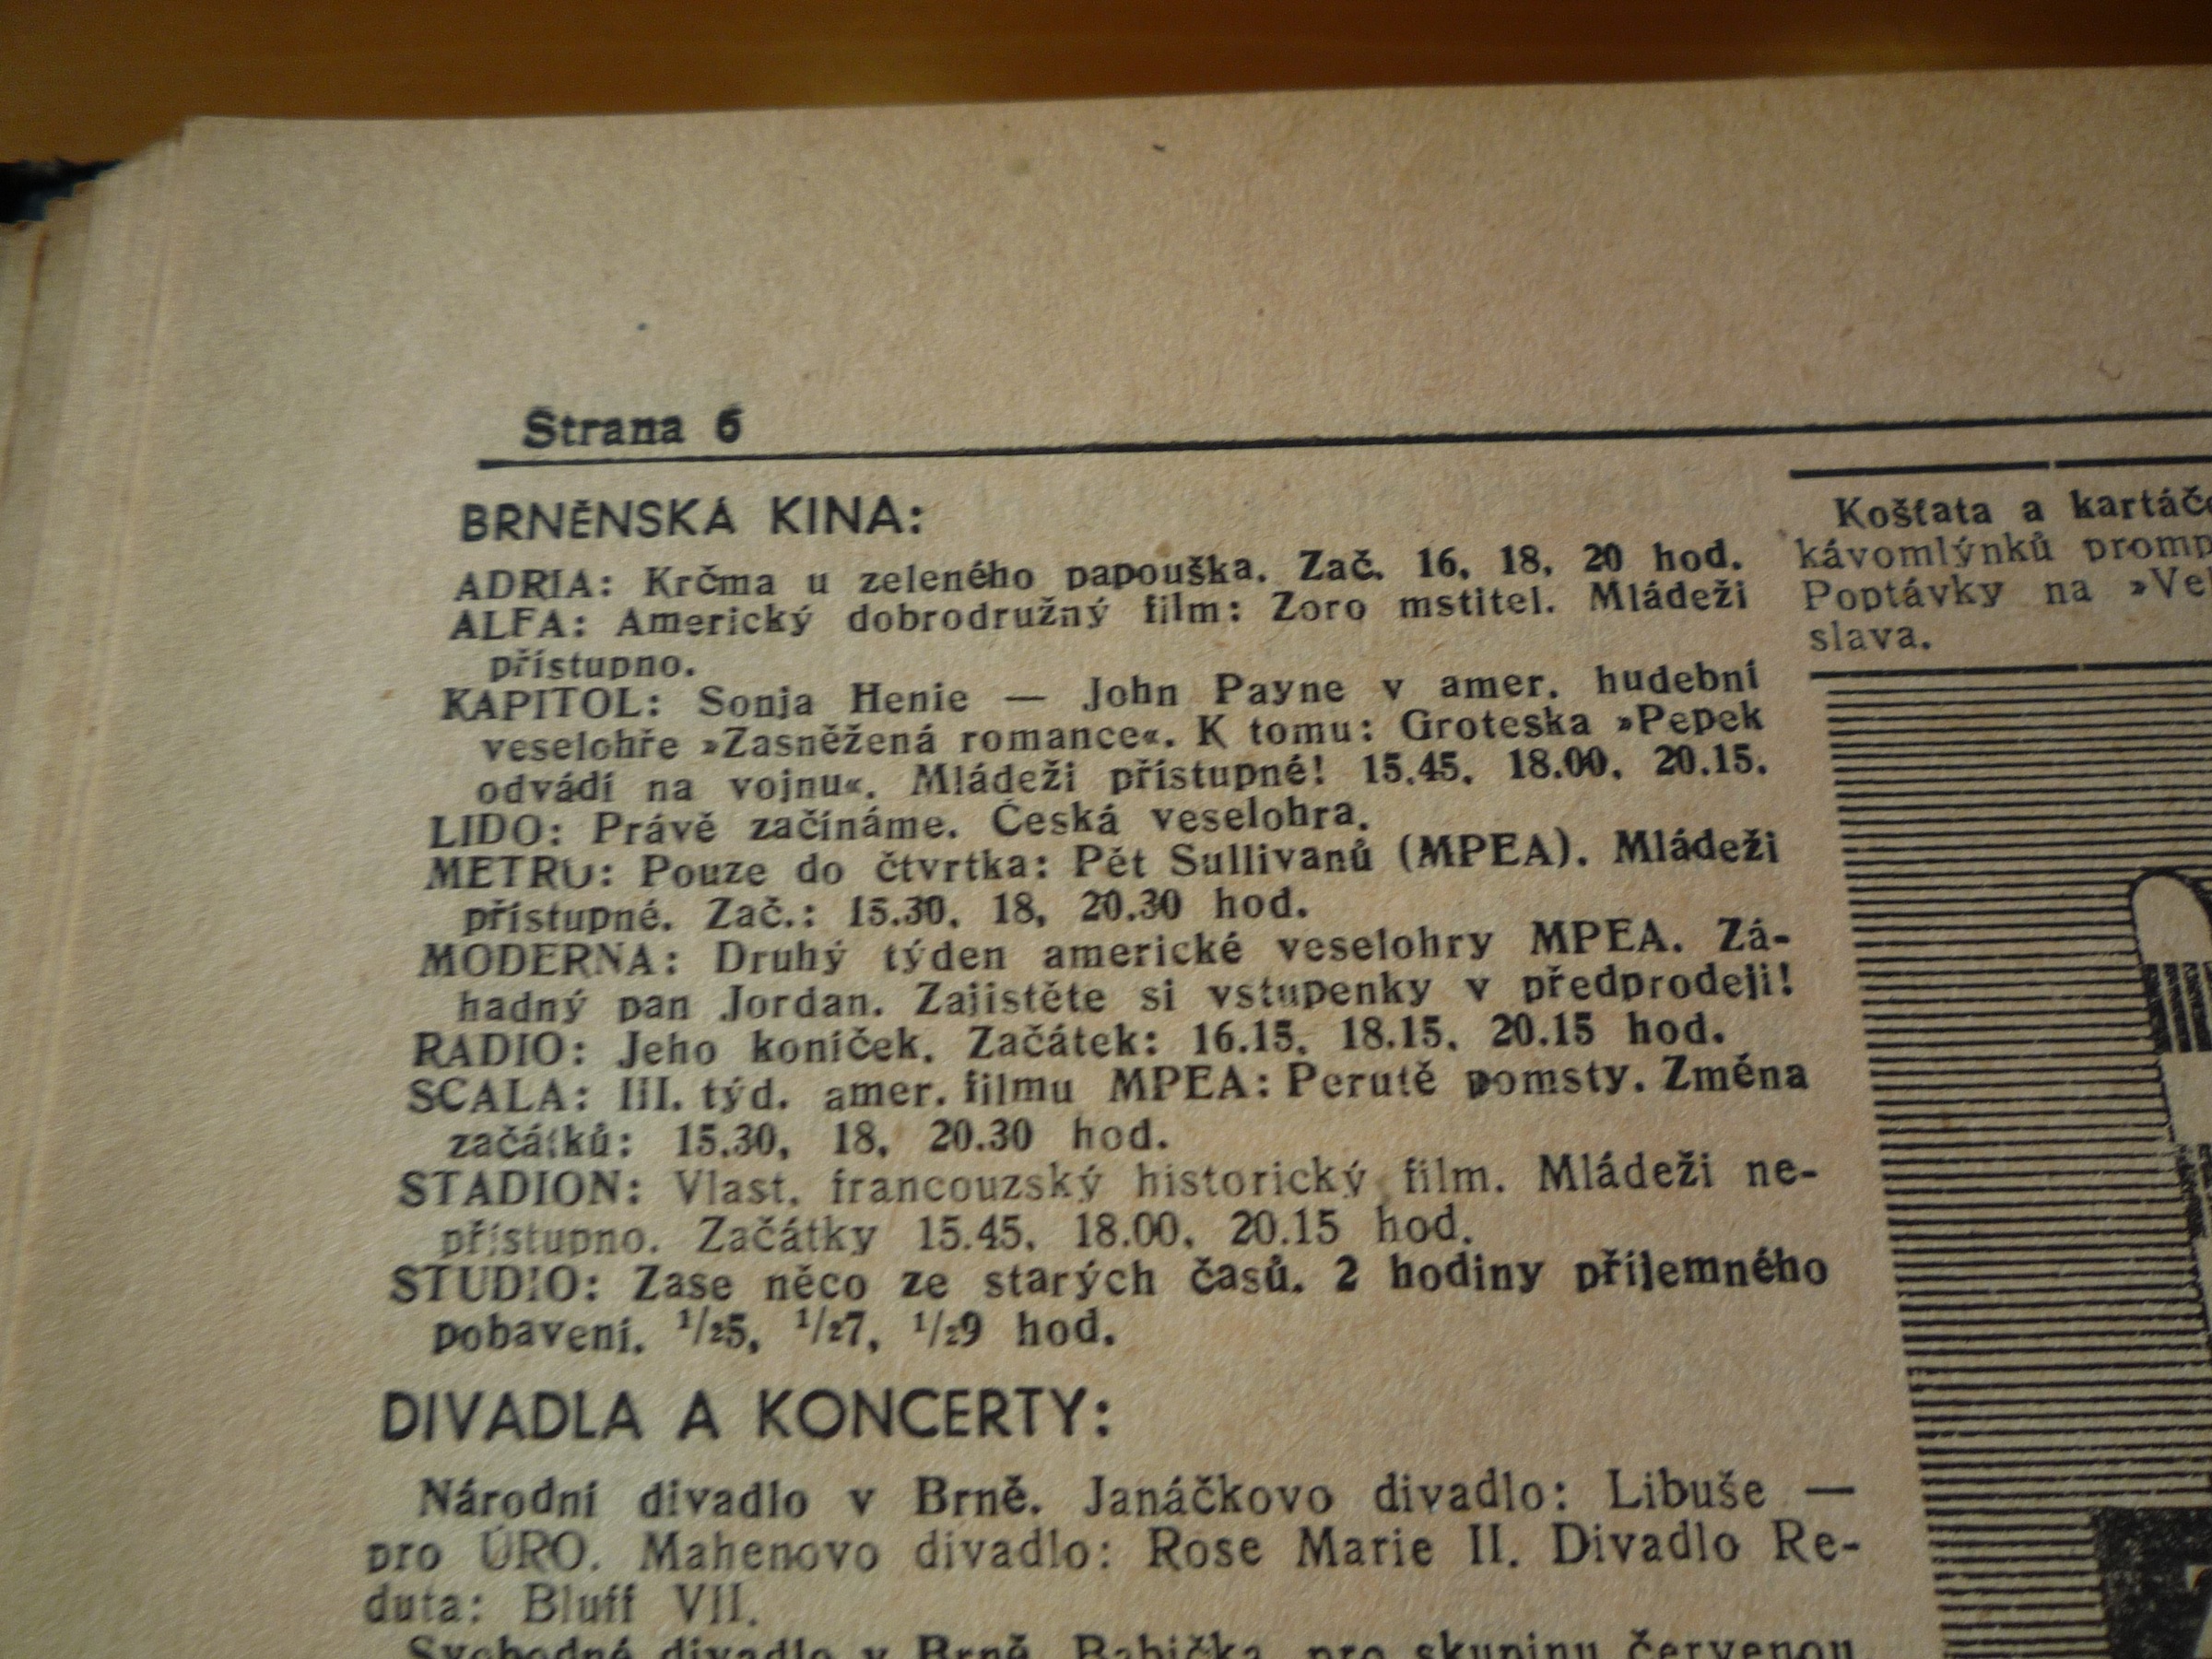 Strana 6
BRNĚNSKÁ KINA:
ADRIA: Krčma u zeleného papouška. Zač. 16, 18, 20 hod.
ALFA: Americký dobrodružný film: Zoro mstitel. Mládeži
přístupno.
KAPITOL: Sonja Henie — John Payne v amer. hudební
veselohře »Zasněžená romance«. K tomu: Groteska »Pepek
odvádí na vojnu«. Mládeži přístupné! 15.45, 18.00, 20.15.
LIDO: Právě začínáme. Česká veselohra.
METRO: Pouze do čtvrtka: Pět Sullivanů (MPEA). Mládeži
přístupné. Zač.: 15.30, 18, 20.30 hod.
MODERNA: Druhý týden americké veselohry MPEA. Zá-
hadný pan Jordan. Zajistěte si vstupenky v předprodeji!
RADIO: Jeho koníček. Začátek: 16.15, 18.15, 20.15 hod.
SCALA: III. týd. amer. filmu MPEA: Perutě pomsty. Změna
začátků: 15.30, 18, 20.30 hod.
STADION: Vlast, francouzský historický film. Mládeži ne-
přístupno. Začátky 15.45, 18.00, 20.15 hod.
STUDIO: Zase něco ze starých časů. 2 hodiny příjemného
pobavení. 1/25, 1/27, 1/29 hod.
DIVADLA A KONCERTY:
Národní divadlo v Brně. Janáčkovo divadlo: Libuše —
pro ÚRO. Mahenovo divadlo: Rose Marie II. Divadlo Re-
duta: Bluff VII.
Svobodné divadlo v Brně. Babička, pro skupinu červenou
Košťata a kartáčo
kávomlýnků promp
Poptávky na »Vel
slava.